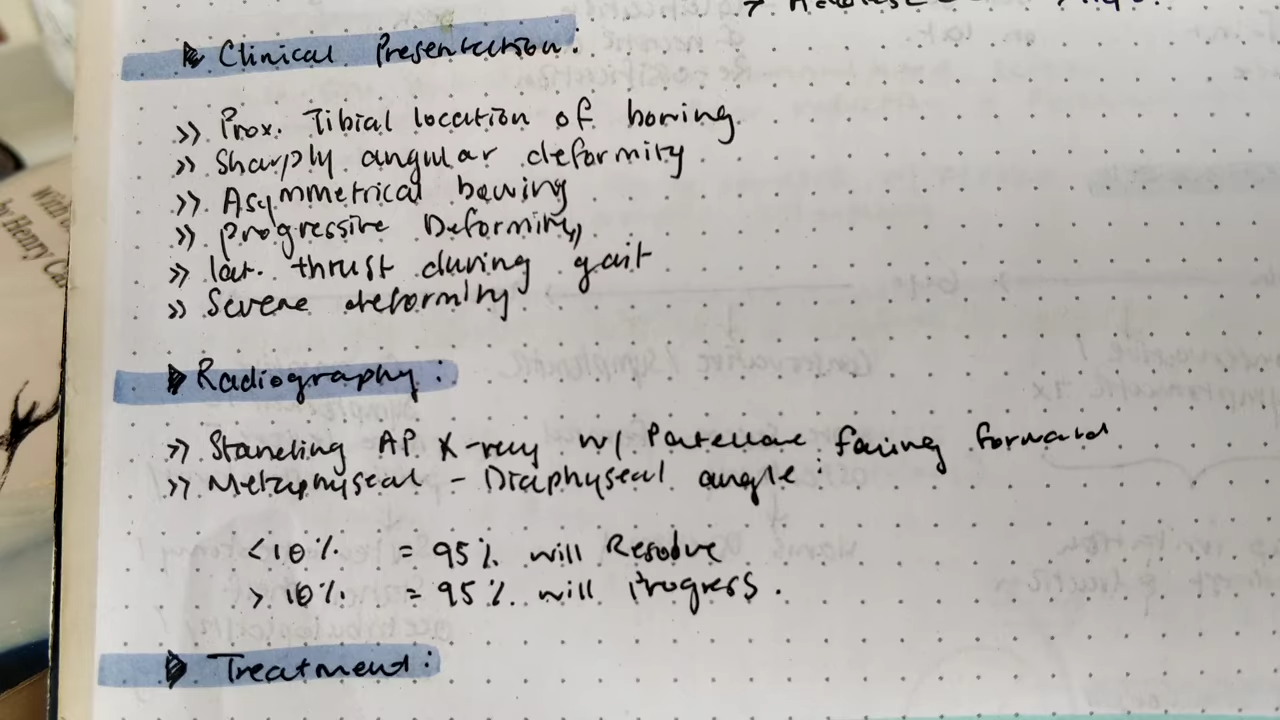 Clinical Presentation:
>> Prox. Tibial location of bowing.
>> Sharply angular deformity
>> Asymmetrical bowing
>> Progressive Deformity
>> lat. thrust during gait
>> Severe deformity
Radiography:
>> Standing AP X-ray w/ Patellae facing forward
>> Metaphyseal - Diaphyseal angle:
<10% = 95% will Resolve
> 10% = 95% will Progress.
Treatment:
by Henry